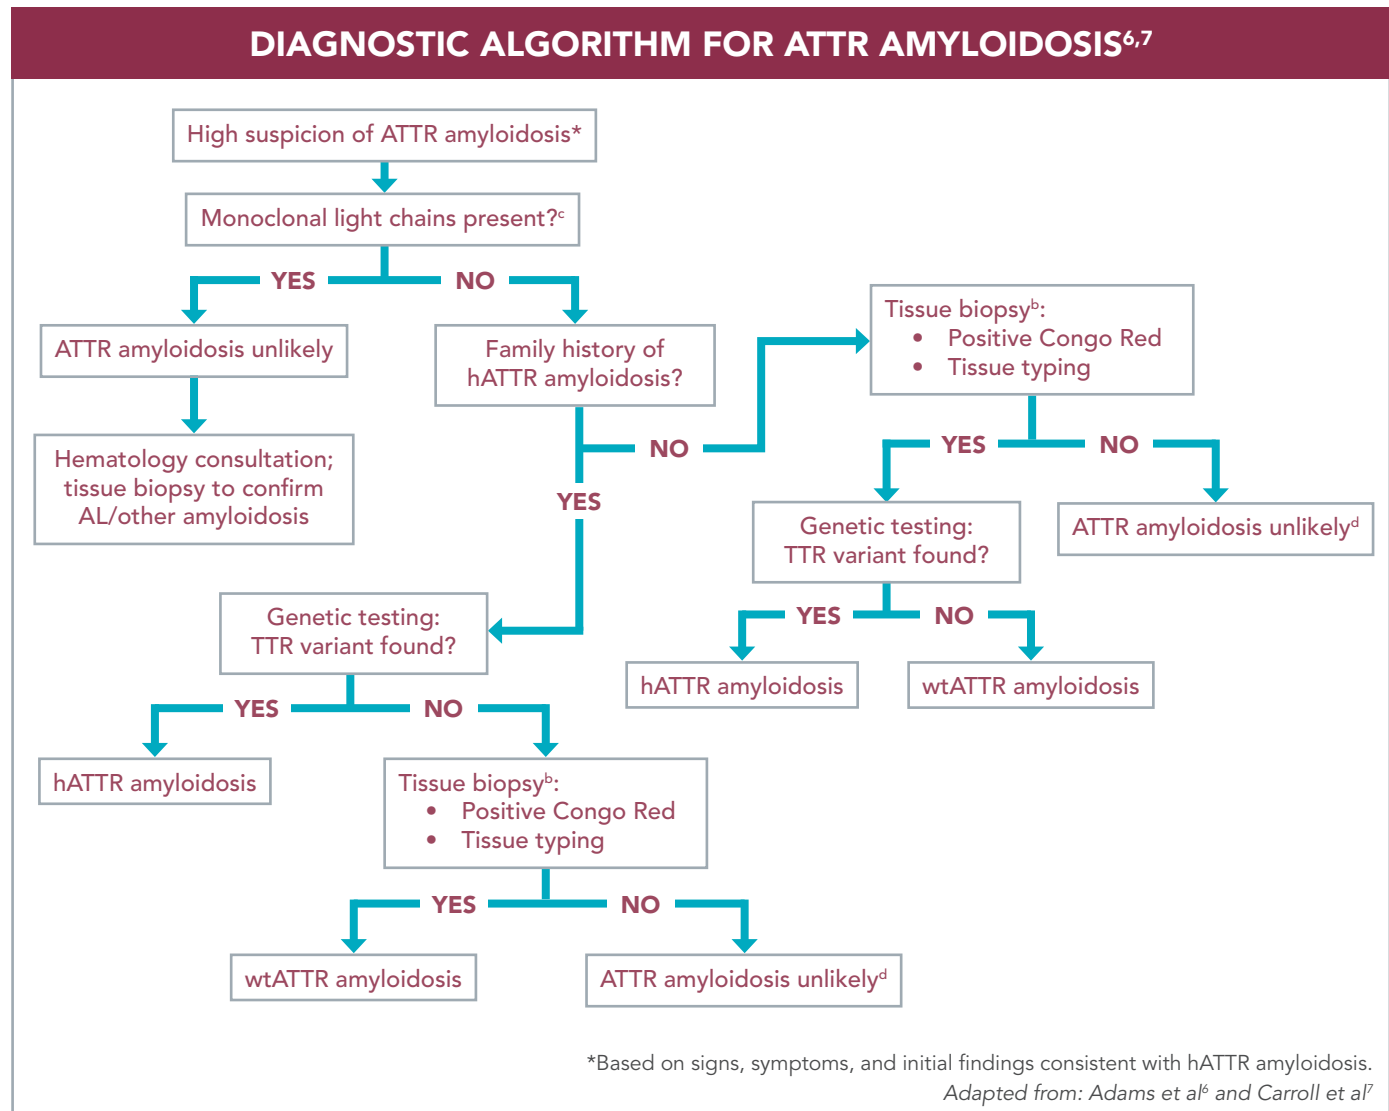 DIAGNOSTIC ALGORITHM FOR ATTR AMYLOIDOSIS6,7
High suspicion of ATTR amyloidosis*
Monoclonal light chains present?c
YES
NO
ATTR amyloidosis unlikely
Hematology consultation;
tissue biopsy to confirm
AL/other amyloidosis
Family history of
hATTR amyloidosis?
NO
YES
Tissue biopsyb:
• Positive Congo Red
• Tissue typing
YES
NO
Genetic testing:
TTR variant found?
ATTR amyloidosis unlikelyd
YES
NO
hATTR amyloidosis
wtATTR amyloidosis
Genetic testing:
TTR variant found?
YES
NO
hATTR amyloidosis
Tissue biopsyb:
• Positive Congo Red
• Tissue typing
YES
NO
wtATTR amyloidosis
ATTR amyloidosis unlikelyd
*Based on signs, symptoms, and initial findings consistent with hATTR amyloidosis.
Adapted from: Adams et al6 and Carroll et al7